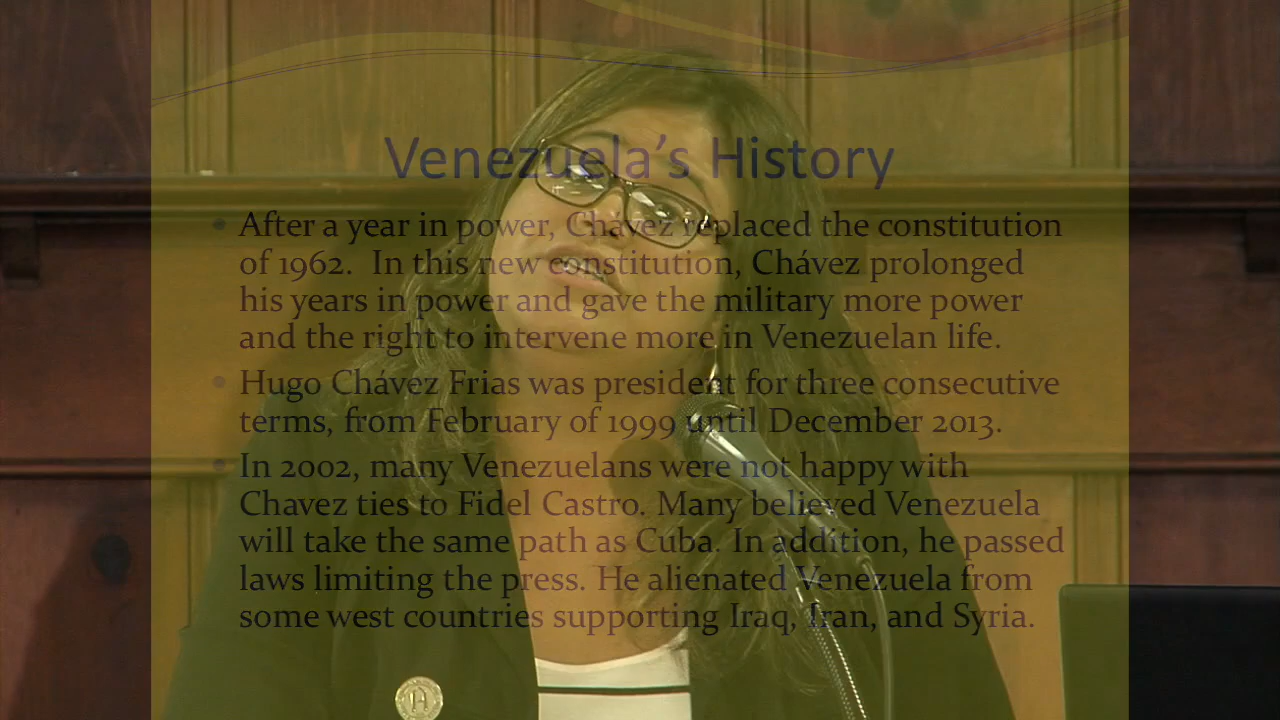 Venezuela's History
• After a year in power, Chávez replaced the constitution
of 1962.  In this new constitution, Chávez prolonged
his years in power and gave the military more power
and the right to intervene more in Venezuelan life.
• Hugo Chávez Frias was president for three consecutive
terms, from February of 1999 until December 2013.
• In 2002, many Venezuelans were not happy with
Chavez ties to Fidel Castro. Many believed Venezuela
will take the same path as Cuba. In addition, he passed
laws limiting the press. He alienated Venezuela from
some west countries supporting Iraq, Iran, and Syria.